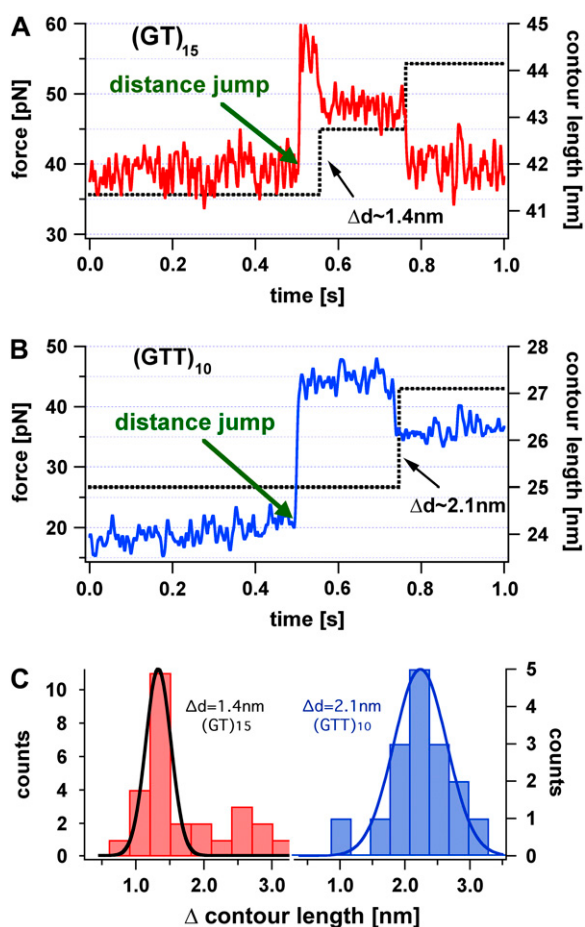 A
(GT)15
distance jump
Δd~1.4nm
force [pN]
60
50
40
30
contour length [nm]
45
44
43
42
41
0.0 0.2 0.4 0.6 0.8 1.0
time [s]
B
(GTT)10
distance jump
Δd~2.1nm
force [pN]
50
40
30
20
contour length [nm]
28
27
26
25
24
0.0 0.2 0.4 0.6 0.8 1.0
time [s]
C
Δd=1.4nm
(GT)15
Δd=2.1nm
(GTT)10
counts
10
8
6
4
2
0
counts
5
4
3
2
1
0
1.0 2.0 3.0 1.0 2.0 3.0
Δ contour length [nm]